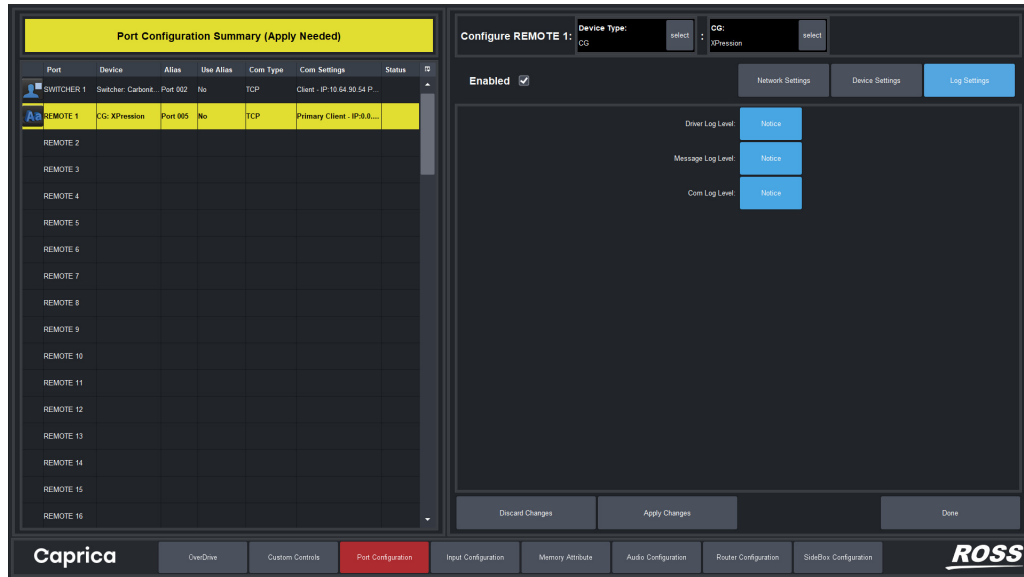 Port Configuration Summary (Apply Needed)
Port Device Alias Use Alias Com Type Com Settings Status
SWITCHER 1 Switcher: Carbonit... Port 002 No TCP Client - IP:10.64.90.54 P...
Aa REMOTE 1 CG: XPression Port 005 No TCP Primary Client - IP:0.0....
REMOTE 2
REMOTE 3
REMOTE 4
REMOTE 5
REMOTE 6
REMOTE 7
REMOTE 8
REMOTE 9
REMOTE 10
REMOTE 11
REMOTE 12
REMOTE 13
REMOTE 14
REMOTE 15
REMOTE 16
Configure REMOTE 1: Device Type: CG select : CG: XPression select
Enabled Network Settings Device Settings Log Settings
Driver Log Level: Notice
Message Log Level: Notice
Com Log Level: Notice
Discard Changes Apply Changes Done
Caprica OverDrive Custom Controls Port Configuration Input Configuration Memory Attribute Audio Configuration Router Configuration SideBox Configuration ROSS